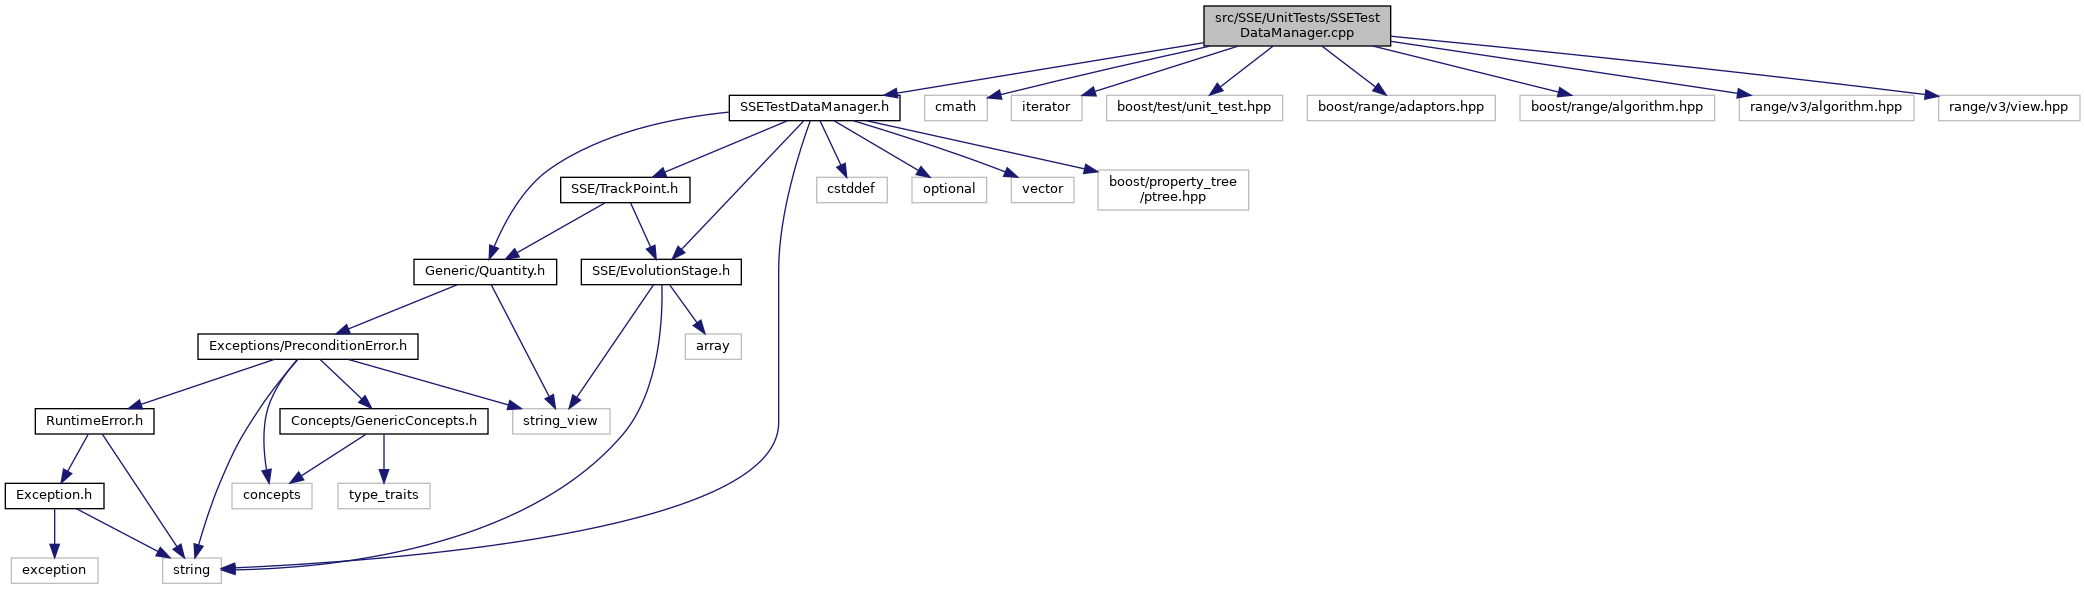 src/SSE/UnitTests/SSETest
DataManager.cpp
SSETestDataManager.h
cmath
iterator
boost/test/unit_test.hpp
boost/range/adaptors.hpp
boost/range/algorithm.hpp
range/v3/algorithm.hpp
range/v3/view.hpp
SSE/TrackPoint.h
cstddef
optional
vector
boost/property_tree
/ptree.hpp
Generic/Quantity.h
SSE/EvolutionStage.h
Exceptions/PreconditionError.h
array
RuntimeError.h
Concepts/GenericConcepts.h
string_view
Exception.h
concepts
type_traits
exception
string